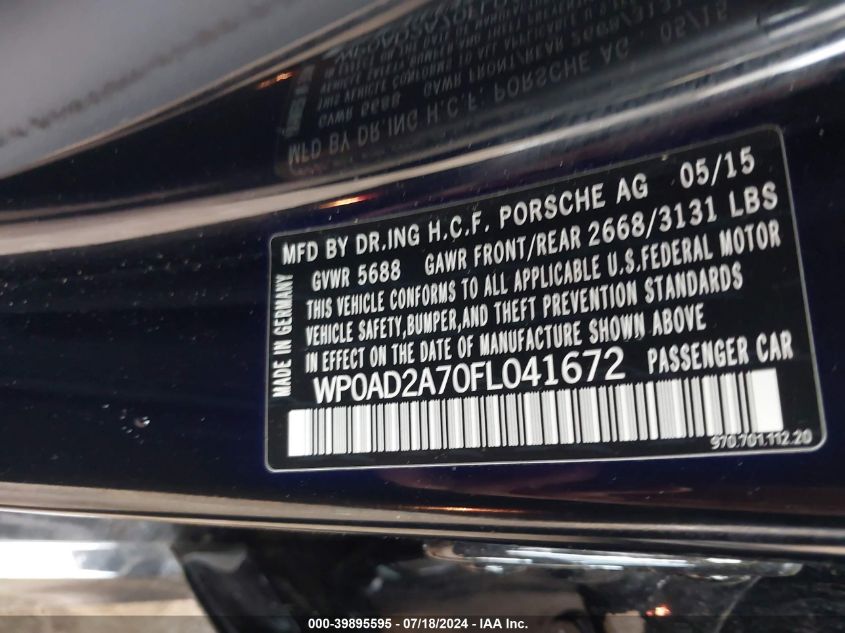 MFD BY DR.ING H.C.F. PORSCHE AG 05/15
GVWR 5688 GAWR FRONT/REAR 2668/3131 LBS
THIS VEHICLE CONFORMS TO ALL APPLICABLE U.S.FEDERAL MOTOR
VEHICLE SAFETY,BUMPER,AND THEFT PREVENTION STANDARDS
IN EFFECT ON THE DATE OF MANUFACTURE SHOWN ABOVE
WP0AD2A70FL041672 PASSENGER CAR
MADE IN GERMANY
970.701.112.20
000-39895595 - 07/18/2024 - IAA Inc.